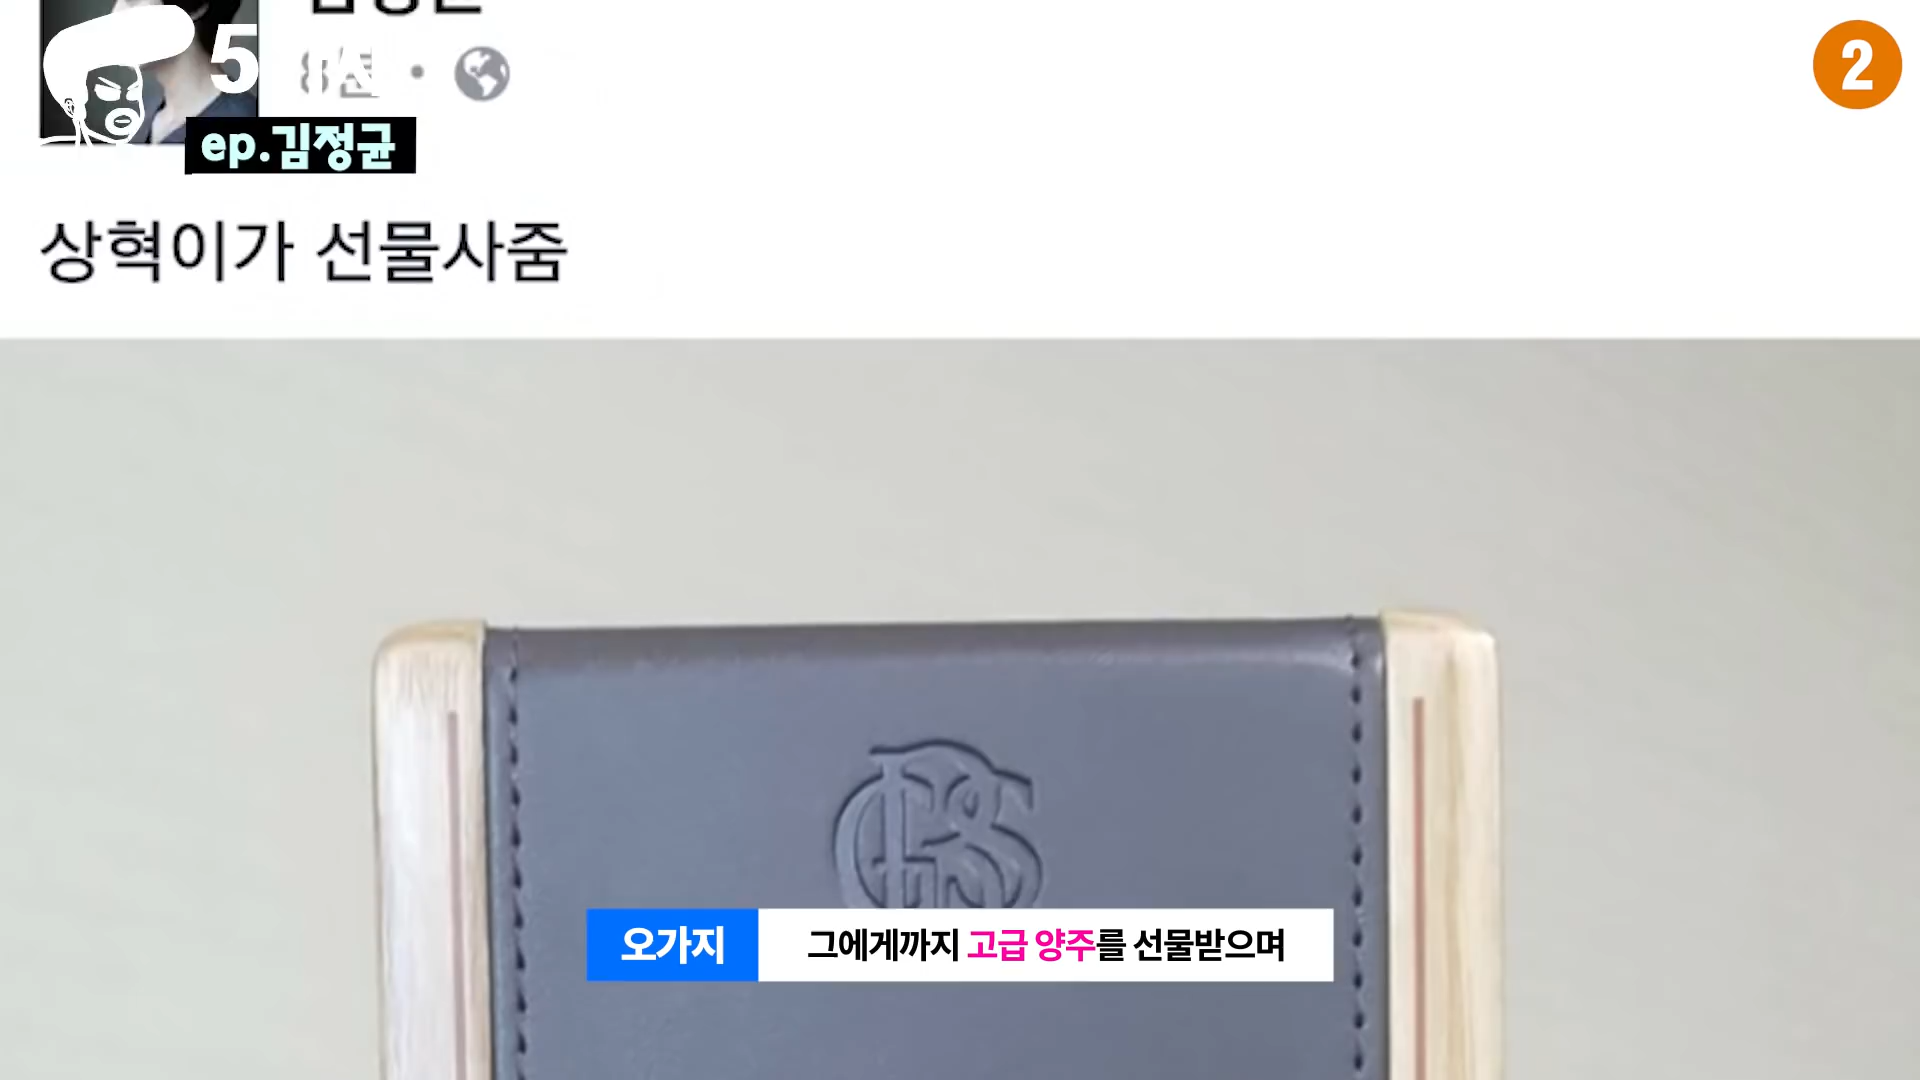 2
ep.김정균
상혁이가 선물사줌
오가지 그에게까지 고급 양주를 선물받으며